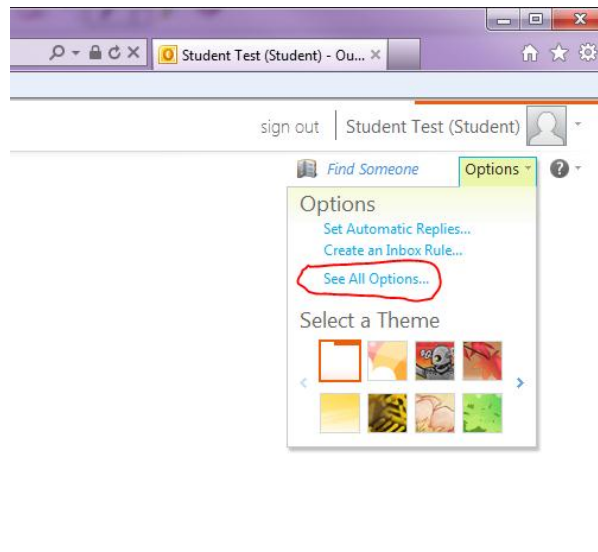 Student Test (Student) - Ou...
sign out | Student Test (Student)
Find Someone
Options
Options
Set Automatic Replies...
Create an Inbox Rule...
See All Options...
Select a Theme